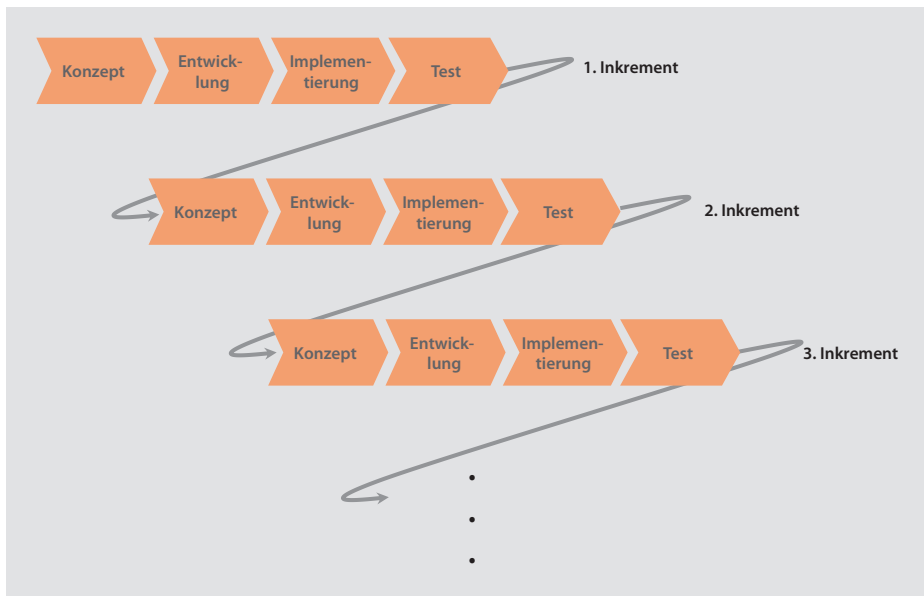 Konzept
Entwick-
lung
Implemen-
tierung
Test
1. Inkrement
Konzept
Entwick-
lung
Implemen-
tierung
Test
2. Inkrement
Konzept
Entwick-
lung
Implemen-
tierung
Test
3. Inkrement